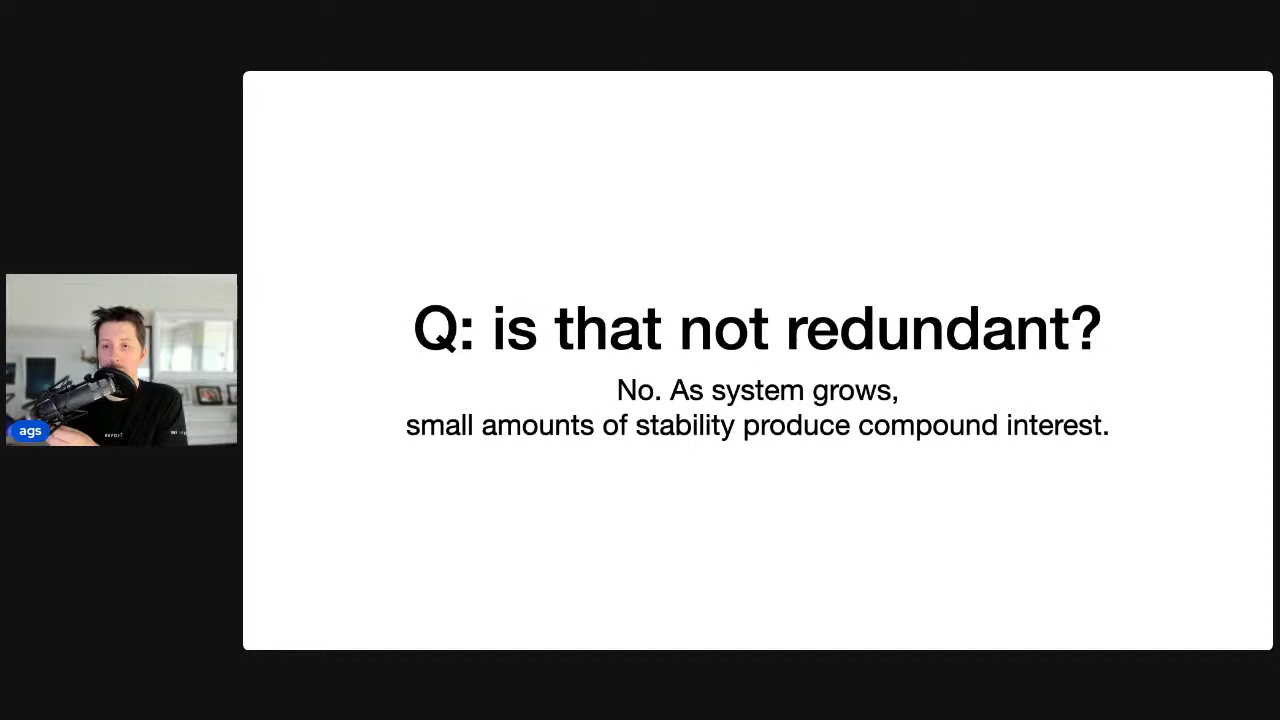 Q: is that not redundant?
No. As system grows,
small amounts of stability produce compound interest.
ags